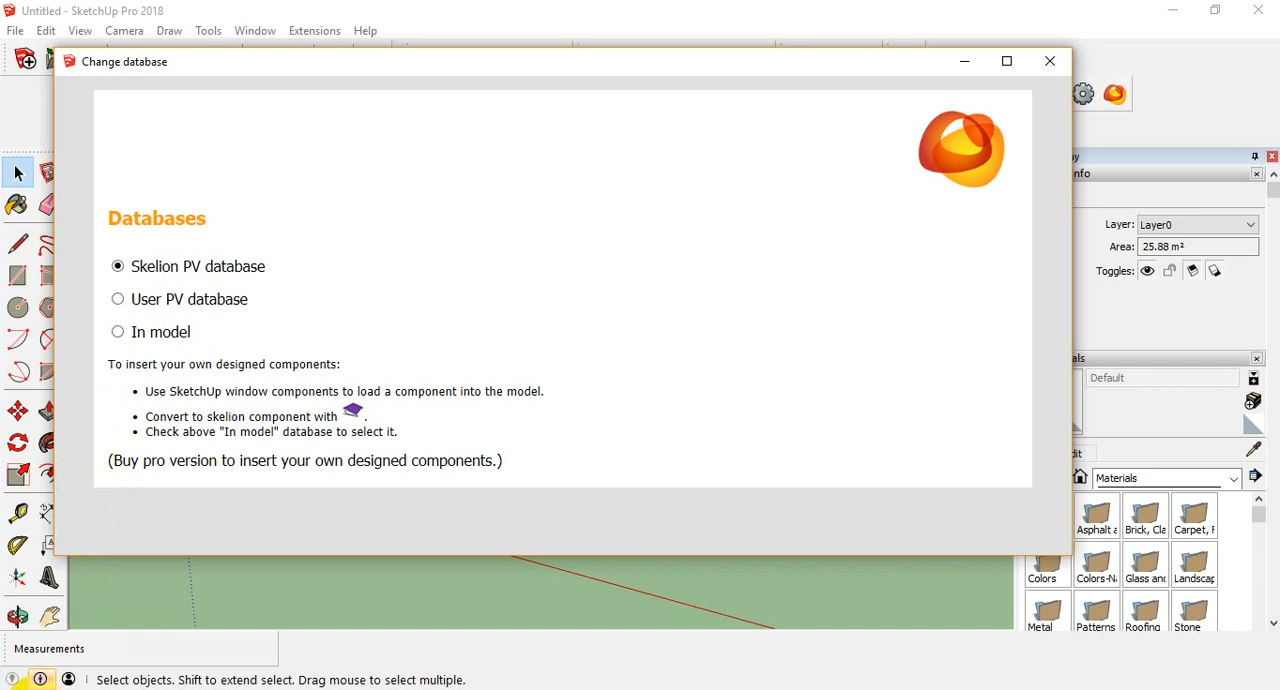 Untitled - SketchUp Pro 2018
File Edit View Camera Draw Tools Window Extensions Help
Change database
Databases
Skelion PV database
User PV database
In model
To insert your own designed components:
• Use SketchUp window components to load a component into the model.
• Convert to skelion component with .
• Check above "In model" database to select it.
(Buy pro version to insert your own designed components.)
Layer: Layer0
Area: 25.88 m²
Toggles:
Default
Materials
Asphalt a Brick, Cla Carpet, F
Colors Colors-N Glass and Landscap
Metal Patterns Roofing Stone
Measurements
Select objects. Shift to extend select. Drag mouse to select multiple.